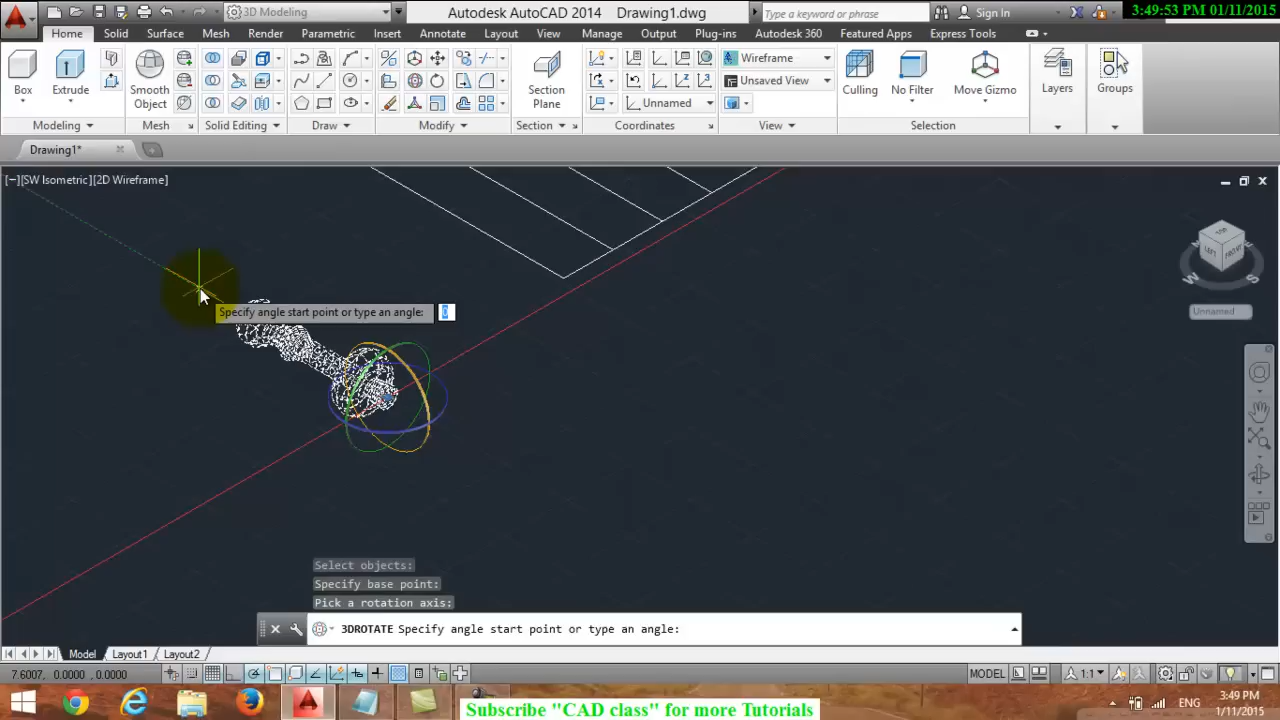 3D Modeling
Autodesk AutoCAD 2014 Drawing1.dwg
Type a keyword or phrase
Sign In
3:49:53 PM 01/11/2015
Home Solid Surface Mesh Render Parametric Insert Annotate Layout View Manage Output Plug-ins Autodesk 360 Featured Apps Express Tools
Wireframe
Unsaved View
Unnamed
Box
Extrude
Smooth
Object
Section
Plane
Culling
No Filter
Move Gizmo
Layers
Groups
Modeling
Mesh
Solid Editing
Draw
Modify
Section
Coordinates
View
Selection
Drawing1*
[−][SW Isometric][2D Wireframe]
TOP
LEFT
FRONT
W
S
Unnamed
Specify angle start point or type an angle: 0
Select objects:
Specify base point:
Pick a rotation axis:
3DROTATE Specify angle start point or type an angle:
Model Layout1 Layout2
7.6007, 0.0000 , 0.0000
MODEL
1:1
ENG
3:49 PM
1/11/2015
Subscribe "CAD class" for more Tutorials